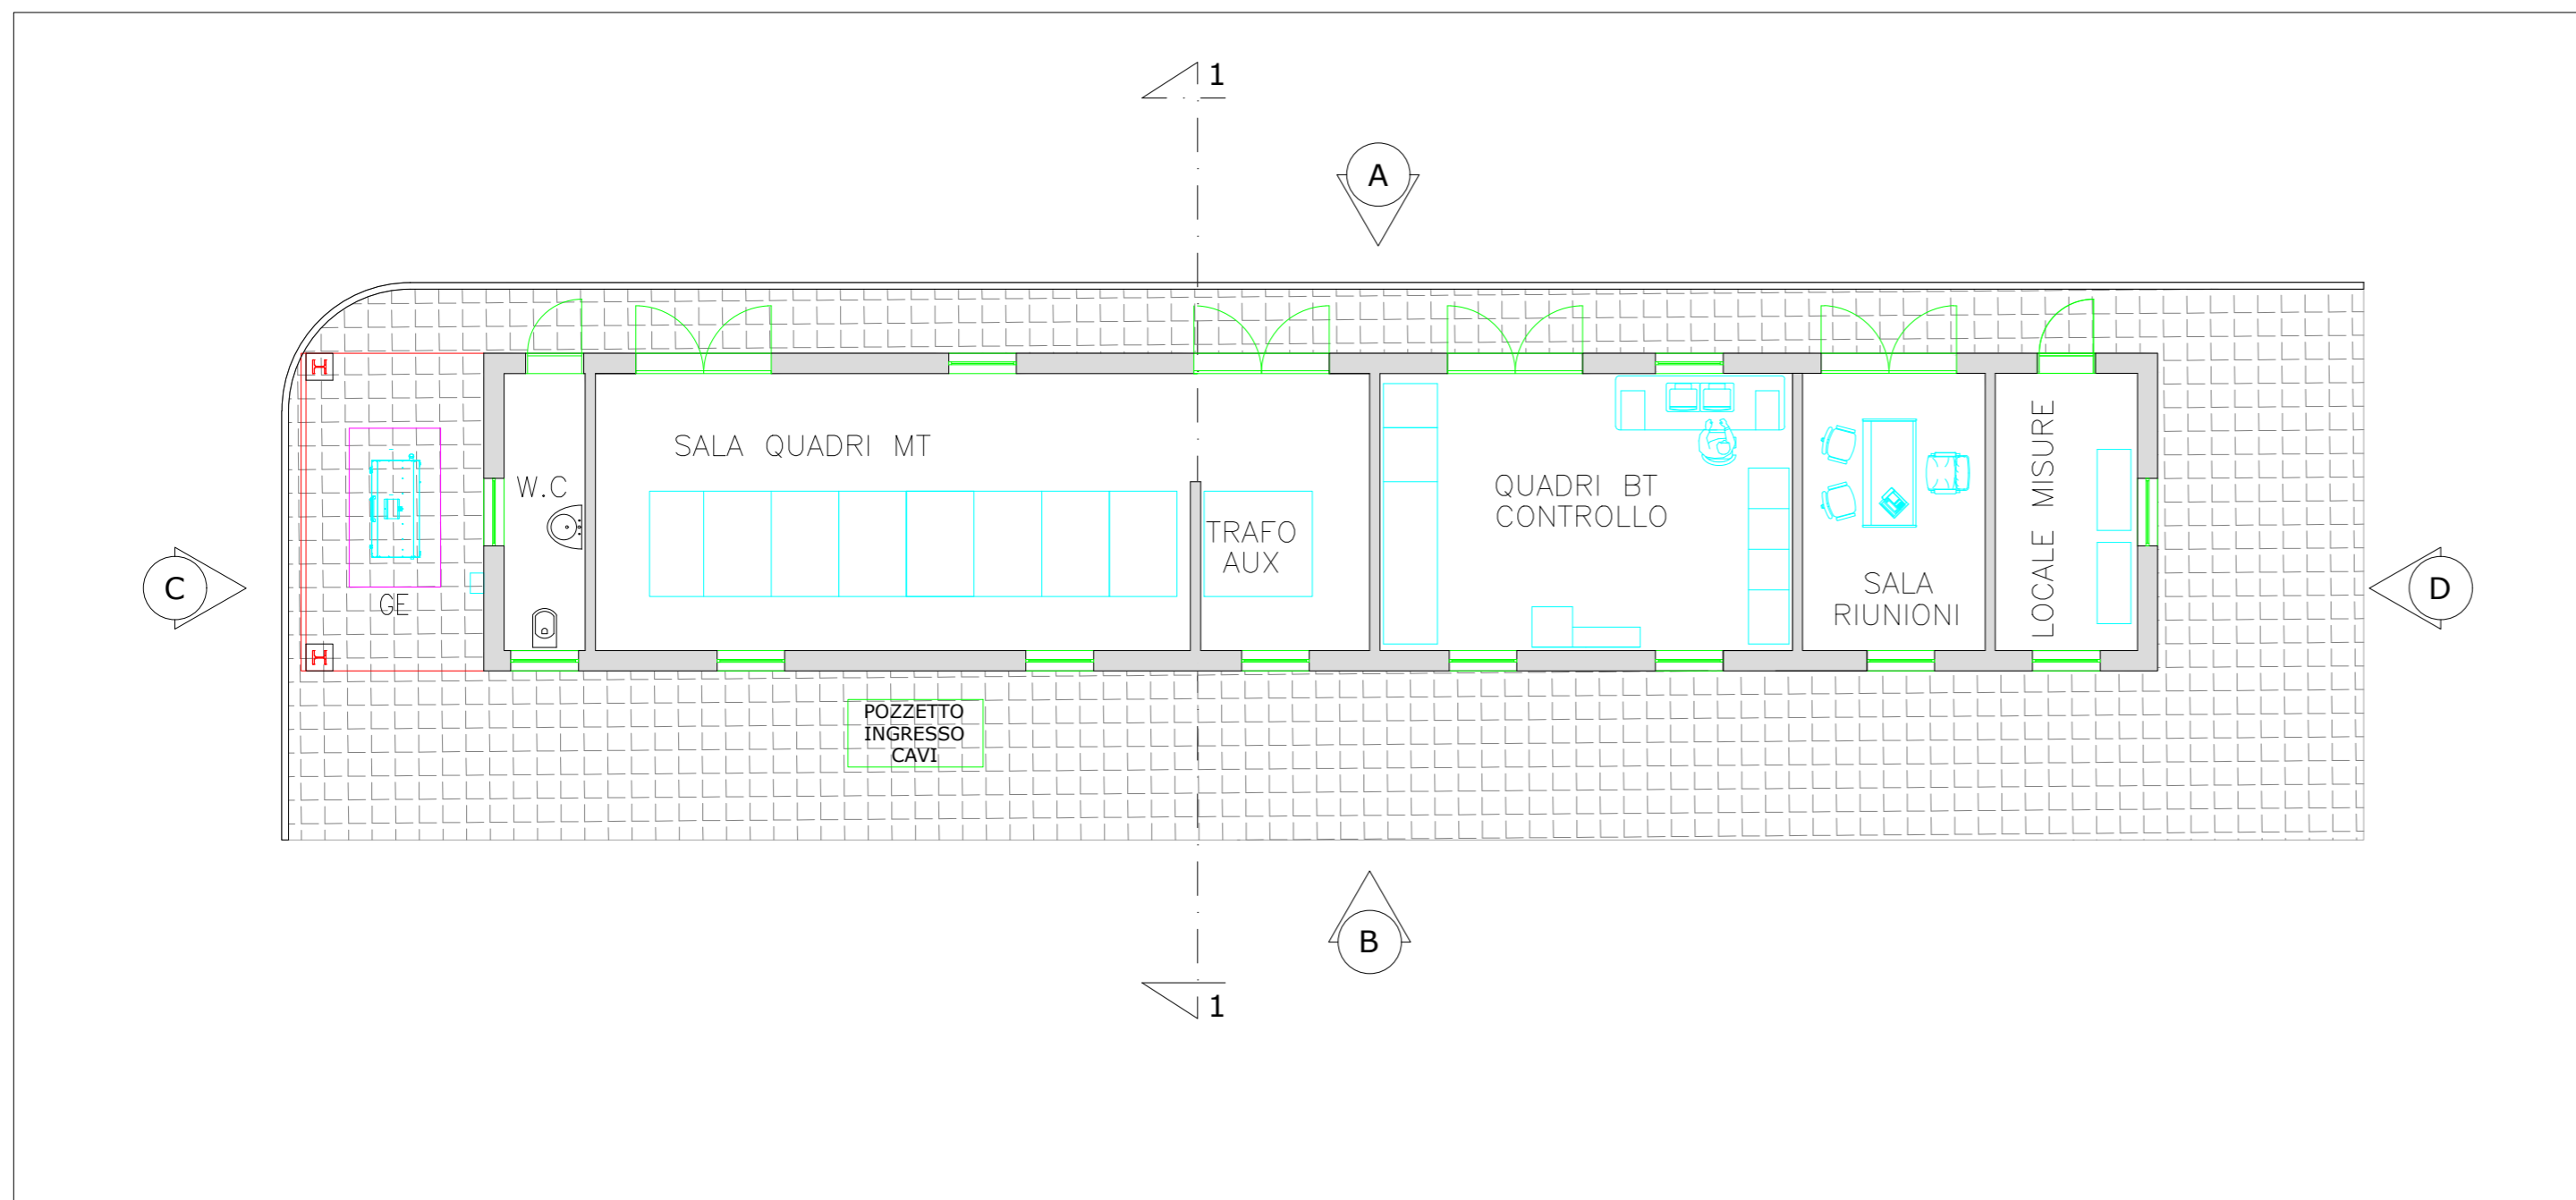 1
A
SALA QUADRI MT
W.C
QUADRI BT
CONTROLLO
LOCALE MISURE
TRAFO
AUX
C
GE
SALA
RIUNIONI
D
POZZETTO
INGRESSO
CAVI
B
1